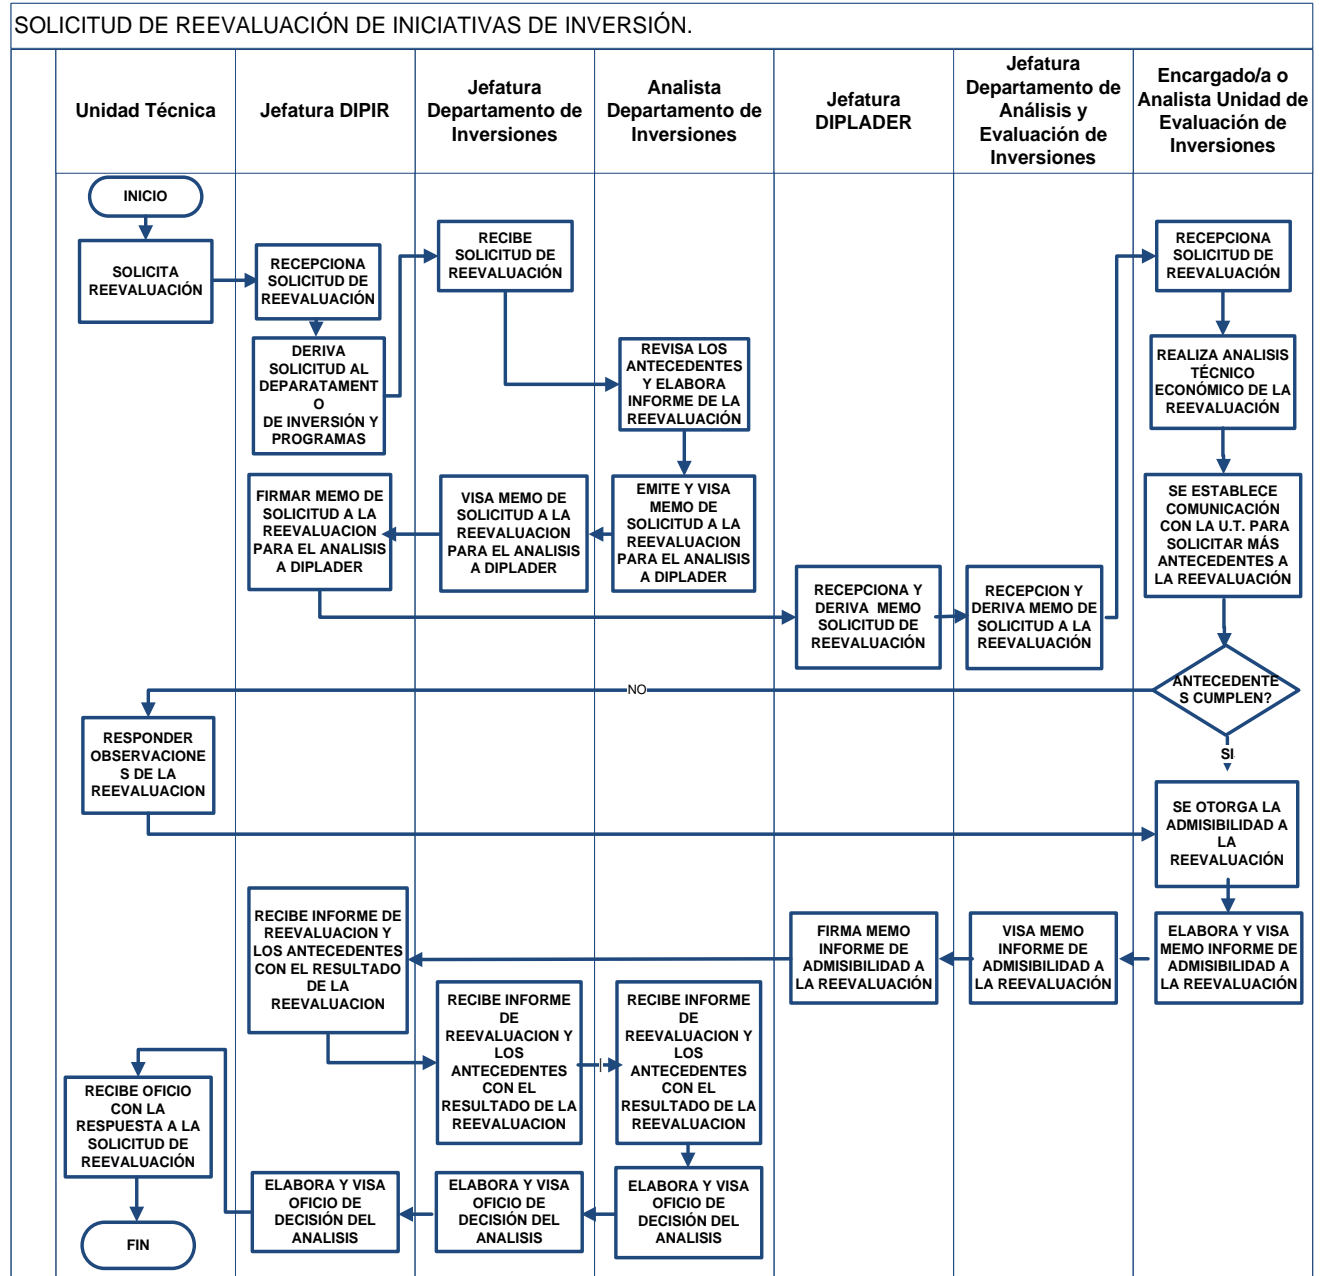 SOLICITUD DE REEVALUACIÓN DE INICIATIVAS DE INVERSIÓN.
Unidad Técnica
Jefatura DIPIR
Jefatura
Departamento de
Inversiones
Analista
Departamento de
Inversiones
Jefatura
DIPLADER
Jefatura
Departamento de
Análisis y
Evaluación de
Inversiones
Encargado/a o
Analista Unidad de
Evaluación de
Inversiones
INICIO
SOLICITA
REEVALUACIÓN
RECEPCIONA
SOLICITUD DE
REEVALUACIÓN
DERIVA
SOLICITUD AL
DEPARATAMENT
O
DE INVERSIÓN Y
PROGRAMAS
RECIBE
SOLICITUD DE
REEVALUACIÓN
REVISA LOS
ANTECEDENTES
Y ELABORA
INFORME DE LA
REEVALUACIÓN
EMITE Y VISA
MEMO DE
SOLICITUD A LA
REEVALUACION
PARA EL ANALISIS
A DIPLADER
VISA MEMO DE
SOLICITUD A LA
REEVALUACION
PARA EL ANALISIS
A DIPLADER
FIRMAR MEMO DE
SOLICITUD A LA
REEVALUACION
PARA EL ANALISIS
A DIPLADER
RECEPCIONA Y
DERIVA MEMO
SOLICITUD DE
REEVALUACIÓN
RECEPCION Y
DERIVA MEMO DE
SOLICITUD A LA
REEVALUACIÓN
RECEPCIONA
SOLICITUD DE
REEVALUACIÓN
REALIZA ANALISIS
TÉCNICO
ECONÓMICO DE LA
REEVALUACIÓN
SE ESTABLECE
COMUNICACIÓN
CON LA U.T. PARA
SOLICITAR MÁS
ANTECEDENTES A
LA REEVALUACIÓN
ANTECEDENTE
S CUMPLEN?
NO
SI
RESPONDER
OBSERVACIONE
S DE LA
REEVALUACION
SE OTORGA LA
ADMISIBILIDAD A
LA
REEVALUACIÓN
ELABORA Y VISA
MEMO INFORME DE
ADMISIBILIDAD A
LA REEVALUACIÓN
VISA MEMO
INFORME DE
ADMISIBILIDAD A
LA REEVALUACIÓN
FIRMA MEMO
INFORME DE
ADMISIBILIDAD A
LA REEVALUACIÓN
RECIBE INFORME DE
REEVALUACION Y
LOS ANTECEDENTES
CON EL RESULTADO
DE LA
REEVALUACION
RECIBE INFORME
DE
REEVALUACION Y
LOS
ANTECEDENTES
CON EL
RESULTADO DE LA
REEVALUACION
RECIBE INFORME
DE
REEVALUACION Y
LOS
ANTECEDENTES
CON EL
RESULTADO DE LA
REEVALUACION
ELABORA Y VISA
OFICIO DE
DECISIÓN DEL
ANALISIS
ELABORA Y VISA
OFICIO DE
DECISIÓN DEL
ANALISIS
ELABORA Y VISA
OFICIO DE
DECISIÓN DEL
ANALISIS
RECIBE OFICIO
CON LA
RESPUESTA A LA
SOLICITUD DE
REEVALUACIÓN
FIN